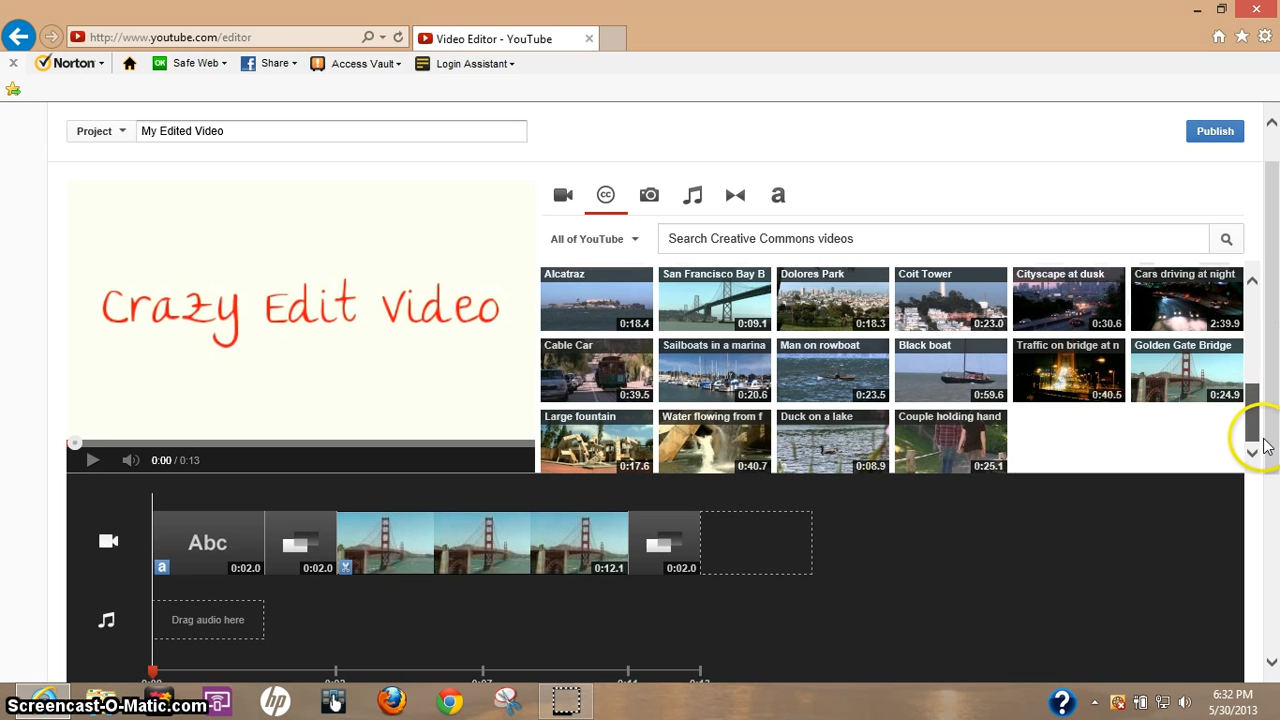 http://www.youtube.com/editor
Video Editor - YouTube
Norton
OK Safe Web
Share
Access Vault
Login Assistant
Project
My Edited Video
Publish
cc
a
All of YouTube
Search Creative Commons videos
Crazy Edit Video
Alcatraz
San Francisco Bay B
Dolores Park
Coit Tower
Cityscape at dusk
Cars driving at night
0:18.4
0:09.1
0:18.3
0:23.0
0:30.6
2:39.9
Cable Car
Sailboats in a marina
Man on rowboat
Black boat
Traffic on bridge at n
Golden Gate Bridge
0:39.5
0:20.6
0:23.5
0:59.6
0:40.5
0:24.9
Large fountain
Water flowing from f
Duck on a lake
Couple holding hand
0:17.6
0:40.7
0:08.9
0:25.1
0:00 / 0:13
Abc
a
0:02.0
0:02.0
0:12.1
0:02.0
Drag audio here
hp
?
6:32 PM
5/30/2013
Screencast-O-Matic.com